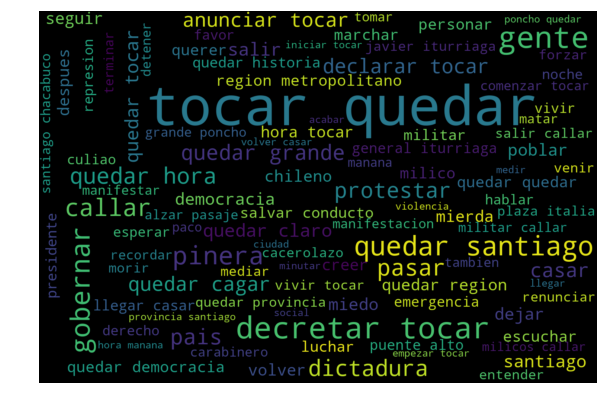 seguir
anunciar tocar
tomar
personar
poncho quedar
gente
favor
marchar
iniciar tocar
javier iturriaga
forzar
querer
salir
quedar historia
declarar tocar
noche
region metropolitano
comenzar tocar
santiago chacabuco
despues
represion
terminar
quedar tocar
detener
tocar quedar
vivir
matar
acabar
grande poncho
hora tocar
militar
salir callar
volver casar
quedar grande
general iturriaga
poblar
culiao
manana
medir
venir
quedar hora
chileno
milico
quedar quedar
manifestar
protestar
democracia
hablar
callar
violencia
mierda
plaza italia
alzar pasaje
salvar conducto
manifestacion
militar callar
esperar
paco
quedar claro
presidente
gobernar
recordar
pinera
ciudad
cacerolazo
quedar santiago
morir
mediar
minutar
creer
pasar
tambien
casar
quedar cagar
vivir tocar
quedar region
llegar
renunciar
llegar casar
quedar provincia
miedo
emergencia
dejar
provincia santiago
social
derecho
pais
decretar tocar
escuchar
hora manana
carabinero
luchar
puente alto
milicos callar
empezar tocar
santiago
quedar democracia
volver
dictadura
entender